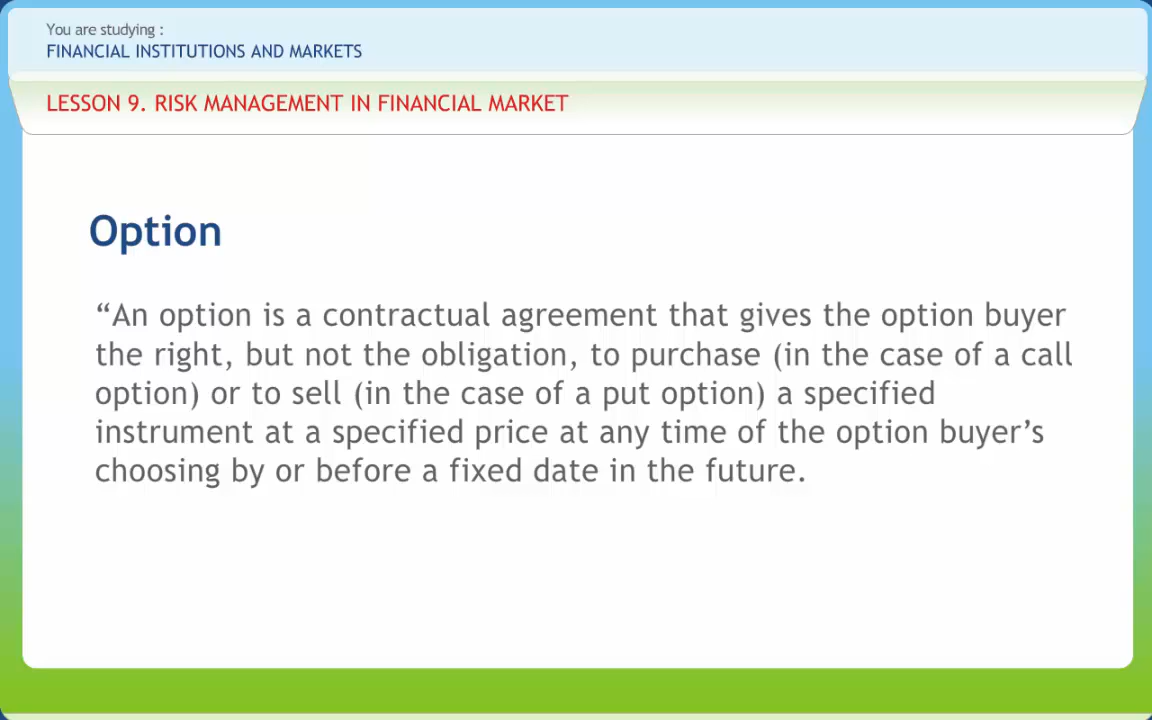 You are studying :
FINANCIAL INSTITUTIONS AND MARKETS
LESSON 9. RISK MANAGEMENT IN FINANCIAL MARKET
Option
“An option is a contractual agreement that gives the option buyer
the right, but not the obligation, to purchase (in the case of a call
option) or to sell (in the case of a put option) a specified
instrument at a specified price at any time of the option buyer’s
choosing by or before a fixed date in the future.